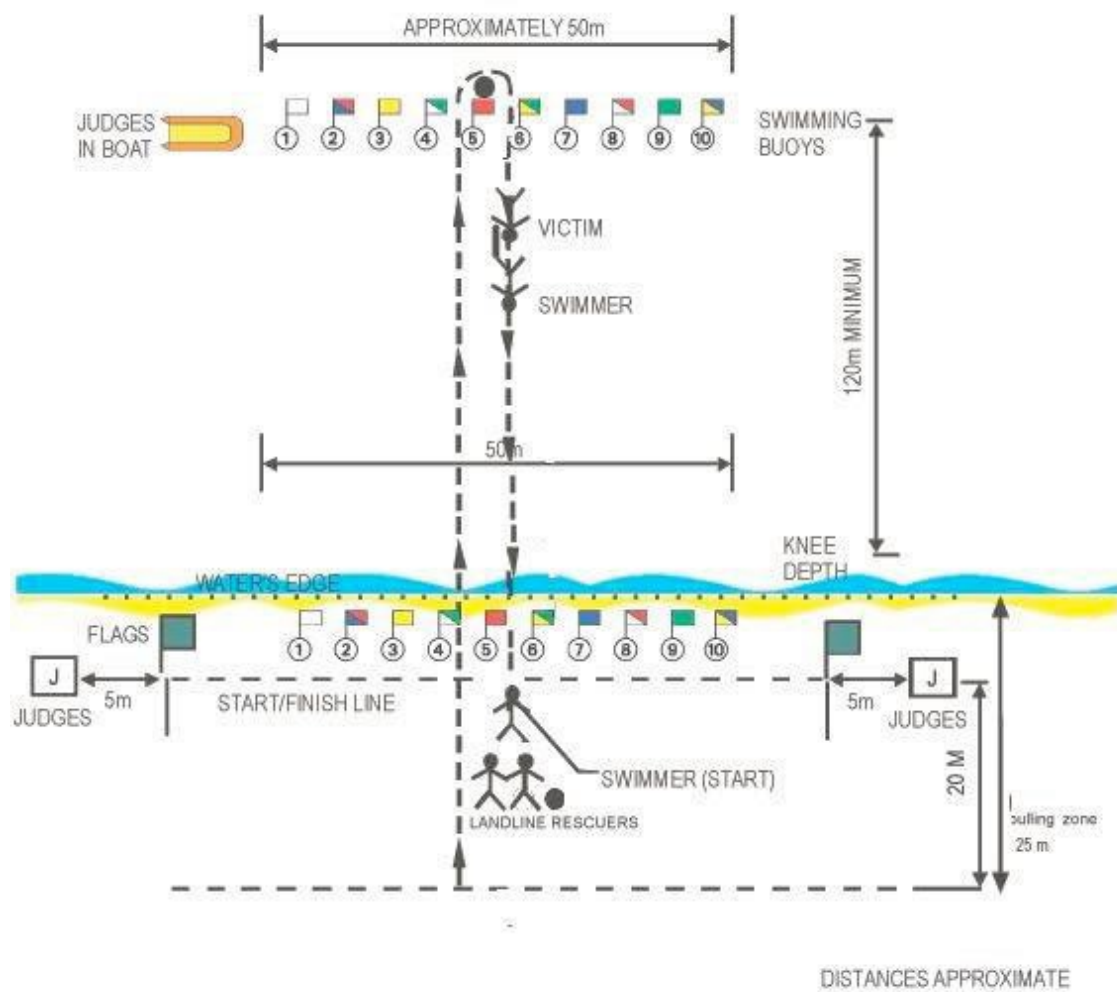 APPROXIMATELY 50m
JUDGES
IN BOAT
1 2 3 4 5 6 7 8 9 10
SWIMMING
BUOYS
VICTIM
SWIMMER
120m MINIMUM
50m
KNEE
DEPTH
WATER'S EDGE
FLAGS
1 2 3 4 5 6 7 8 9 10
J
5m
JUDGES
START/FINISH LINE
5m
J
JUDGES
SWIMMER (START)
20 M
LANDLINE RESCUERS
zone
25 m
DISTANCES APPROXIMATE